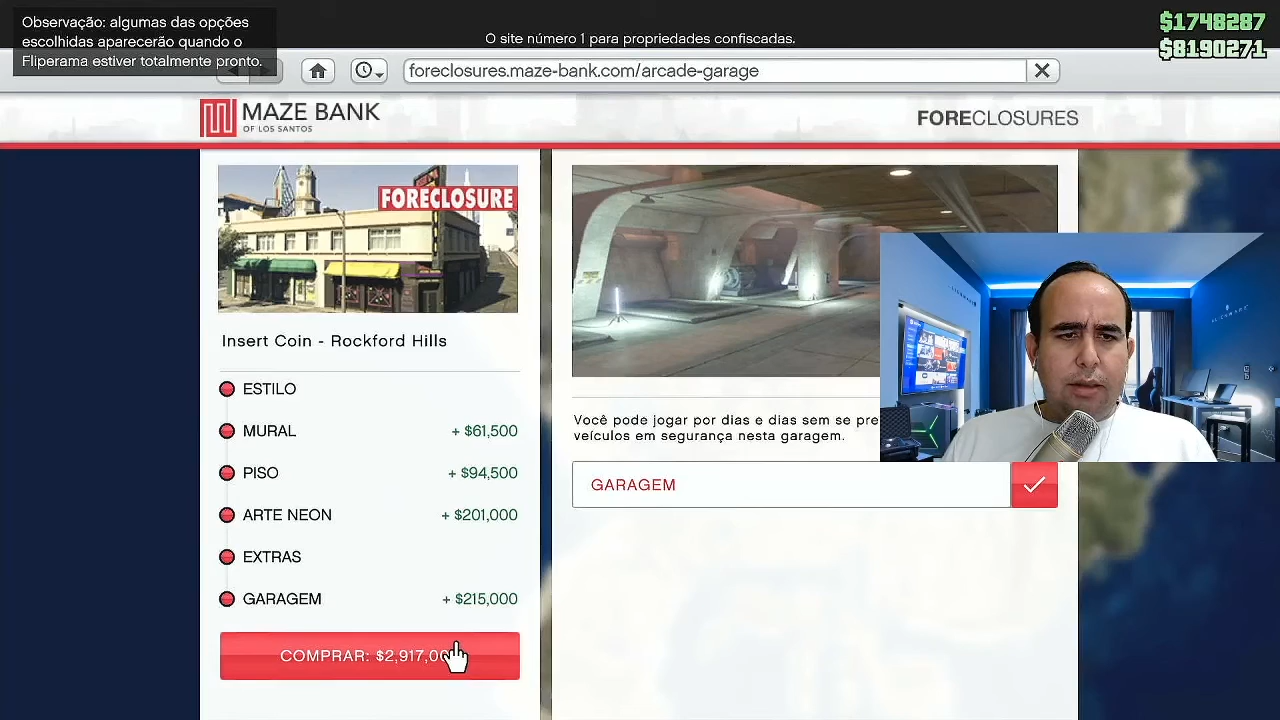 Observação: algumas das opções
escolhidas aparecerão quando o
Fliperama estiver totalmente pronto.
O site número 1 para propriedades confiscadas.
$1748287
$8190271
foreclosures.maze-bank.com/arcade-garage
MAZE BANK
OF LOS SANTOS
FORECLOSURES
FORECLOSURE
Insert Coin - Rockford Hills
ESTILO
MURAL + $61,500
PISO + $94,500
ARTE NEON + $201,000
EXTRAS
GARAGEM + $215,000
COMPRAR: $2,917,0
Você pode jogar por dias e dias sem se pre
veículos em segurança nesta garagem.
GARAGEM